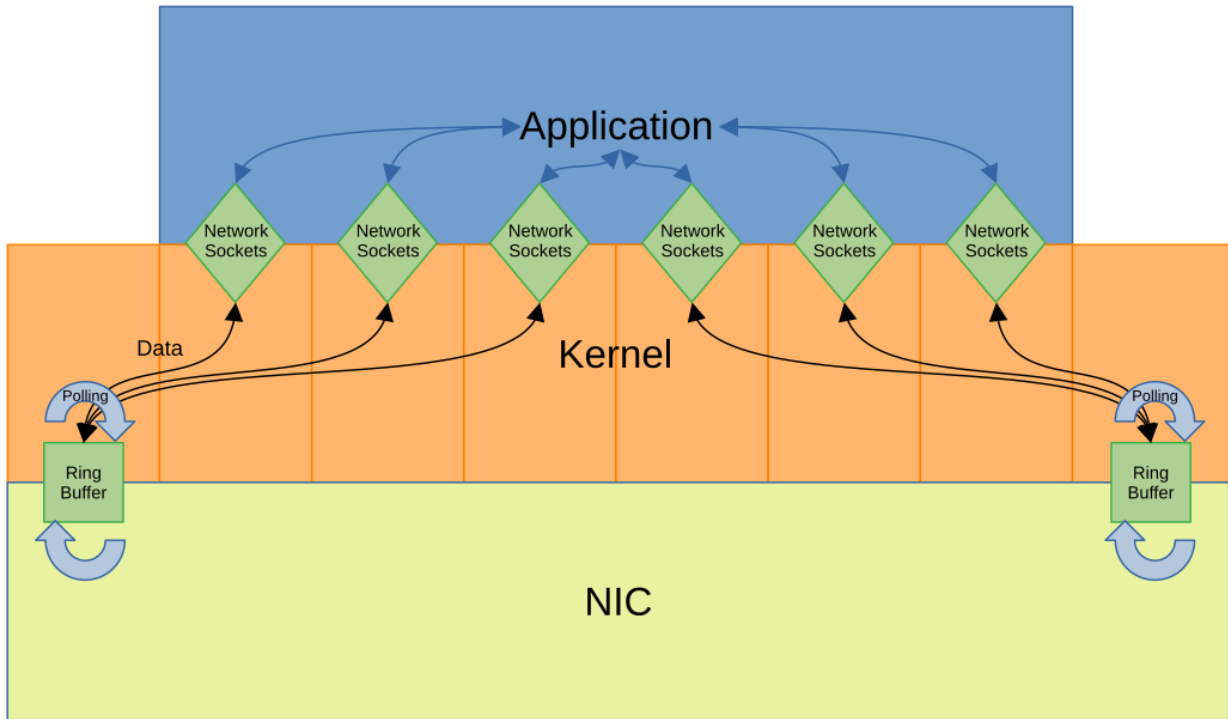 Application
Network
Sockets
Network
Sockets
Network
Sockets
Network
Sockets
Network
Sockets
Network
Sockets
Data
Kernel
Polling
Polling
Ring
Buffer
Ring
Buffer
NIC